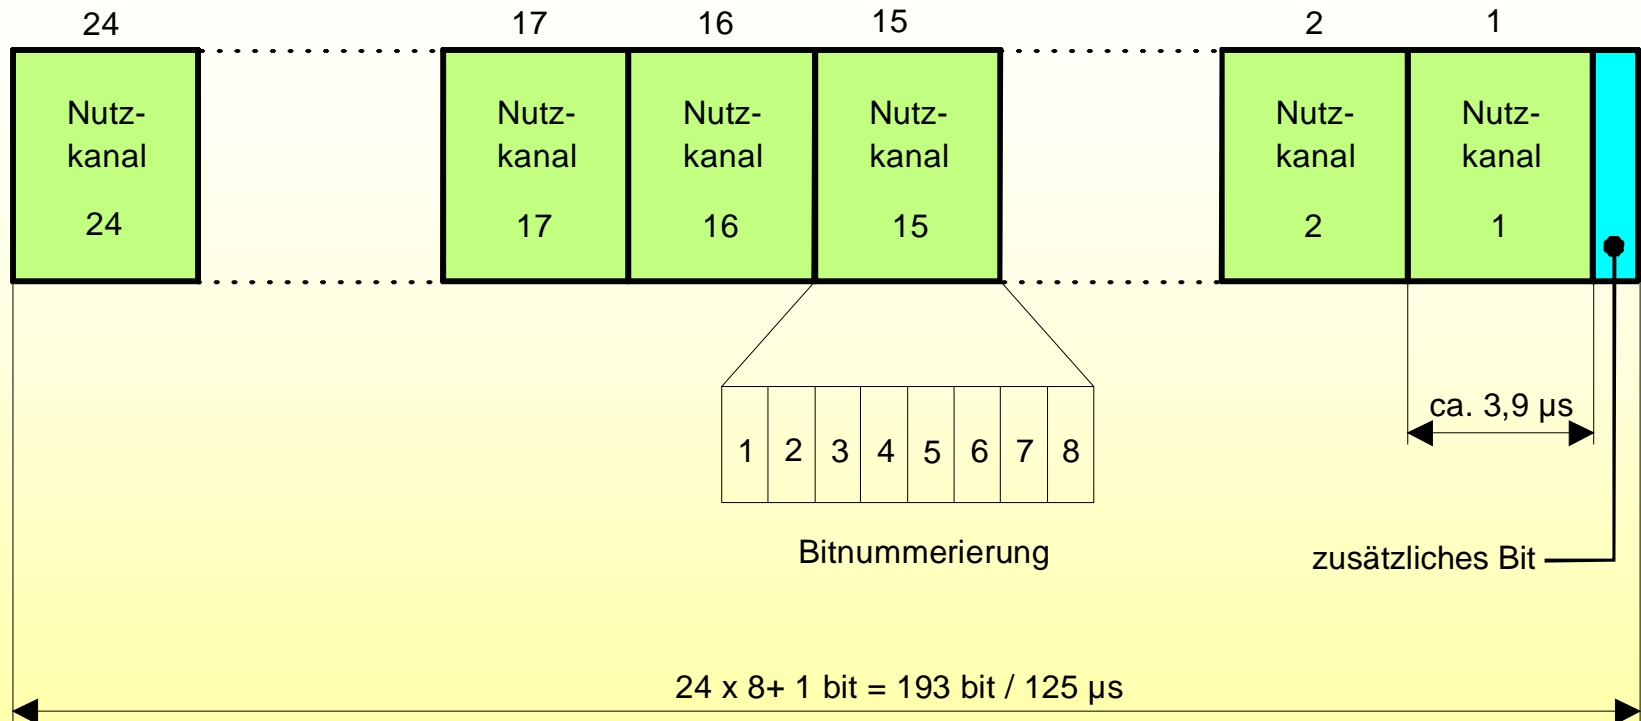 24 17 16 15 2 1
Nutz-
kanal
24
Nutz-
kanal
17
Nutz-
kanal
16
Nutz-
kanal
15
Nutz-
kanal
2
Nutz-
kanal
1
ca. 3,9 µs
1 2 3 4 5 6 7 8
Bitnummerierung
zusätzliches Bit
24 x 8+ 1 bit = 193 bit / 125 µs